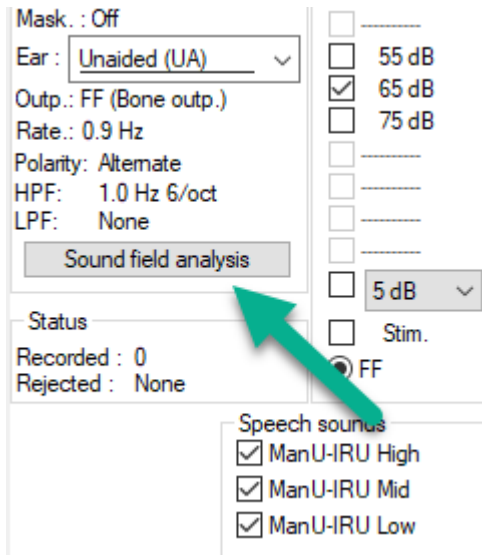 Mask. : Off
Ear : Unaided (UA)
Outp.: FF (Bone outp.)
Rate.: 0.9 Hz
Polarity: Alternate
HPF: 1.0 Hz 6/oct
LPF: None
Sound field analysis
Status
Recorded : 0
Rejected : None
----------
55 dB
65 dB
75 dB
----------
----------
----------
----------
5 dB
Stim.
FF
Speech sounds
ManU-IRU High
ManU-IRU Mid
ManU-IRU Low